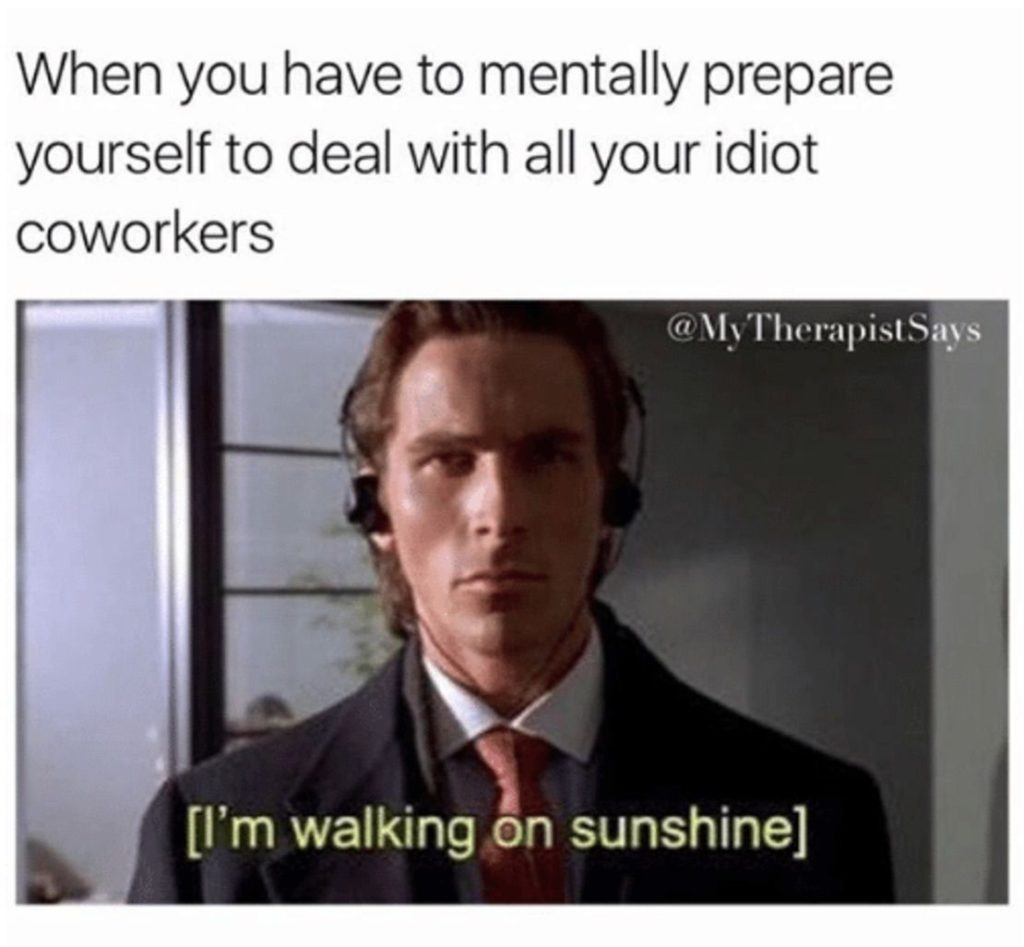 When you have to mentally prepare
yourself to deal with all your idiot
coworkers
@MyTherapistSays
[I'm walking on sunshine]